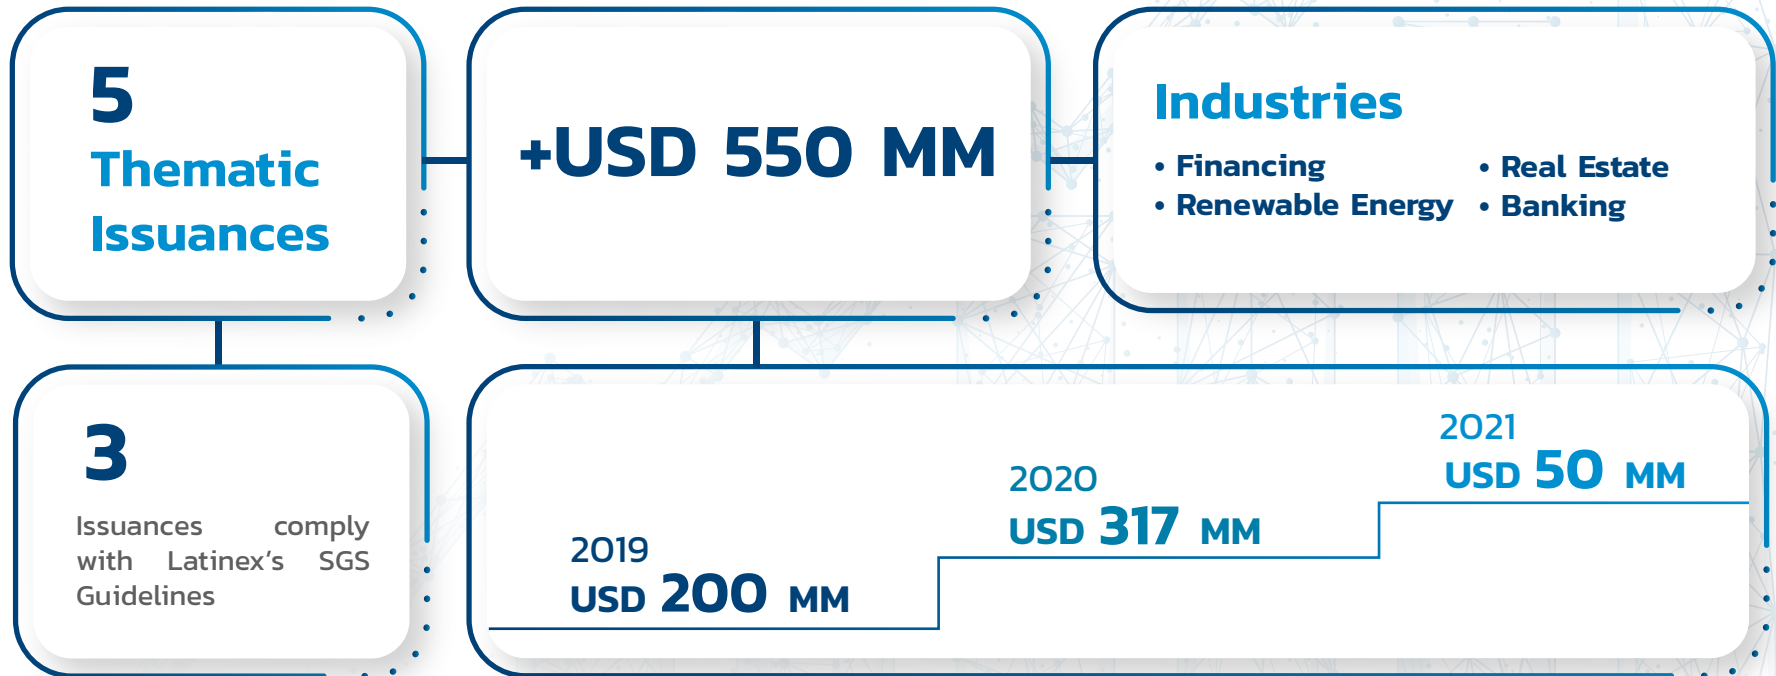 5
Thematic
Issuances
+USD 550 MM
Industries
• Financing
• Renewable Energy
• Real Estate
• Banking
3
Issuances comply
with Latinex’s SGS
Guidelines
2019
USD 200 MM
2020
USD 317 MM
2021
USD 50 MM